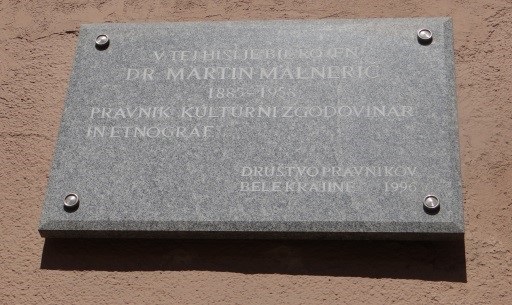 V TEJ HIŠI JE BIL ROJEN
DR. MARTIN MALNERIČ
PRAVNIK KULTURNI ZGODOVINAR
IN ETNOGRAF
DRUŠTVO PRAVNIKOV
BELE KRAJINE